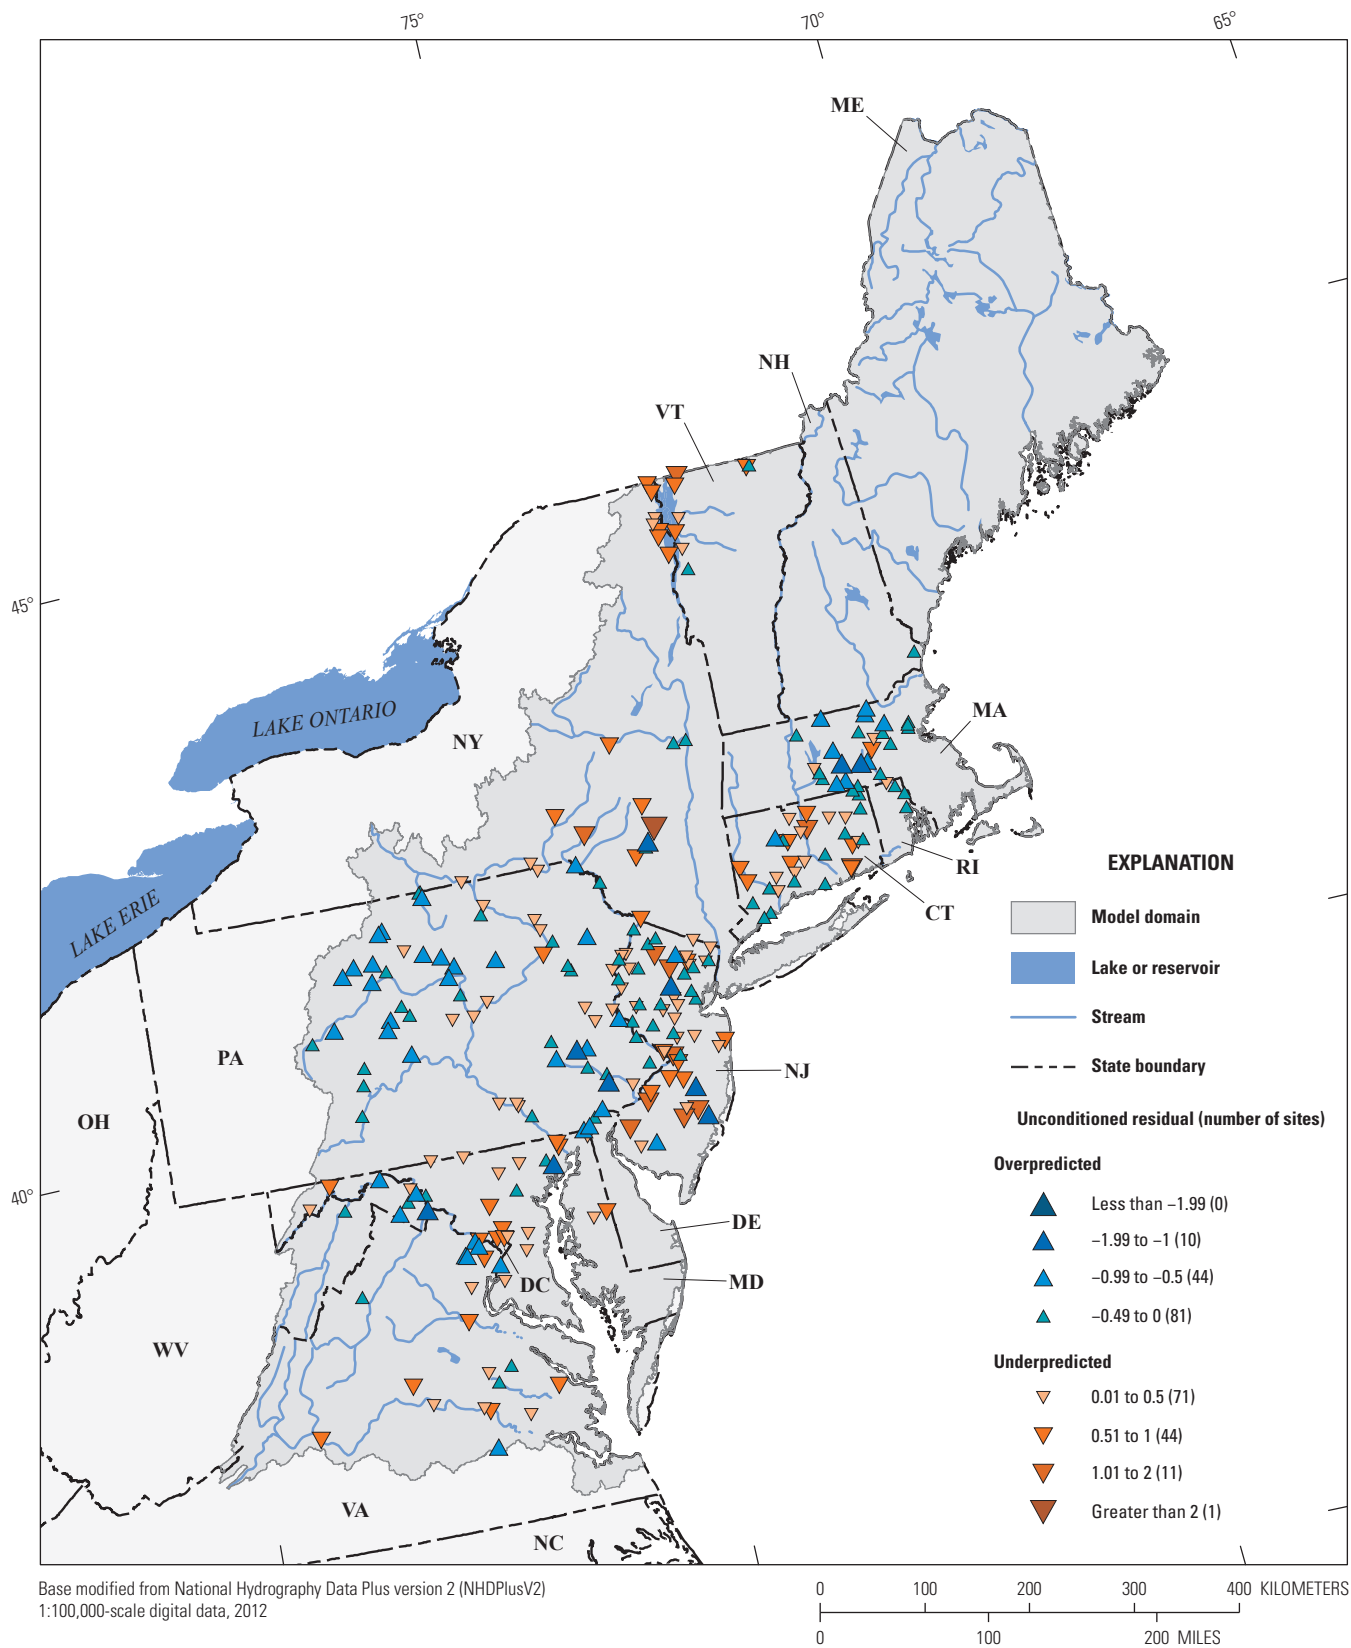 75°
70°
65°
ME
NH
VT
45°
LAKE ONTARIO
NY
MA
LAKE ERIE
RI
CT
EXPLANATION
Model domain
Lake or reservoir
Stream
State boundary
PA
NJ
OH
Unconditioned residual (number of sites)
Overpredicted
Less than −1.99 (0)
−1.99 to −1 (10)
−0.99 to −0.5 (44)
−0.49 to 0 (81)
40°
DE
DC
MD
WV
Underpredicted
0.01 to 0.5 (71)
0.51 to 1 (44)
1.01 to 2 (11)
Greater than 2 (1)
VA
NC
Base modified from National Hydrography Data Plus version 2 (NHDPlusV2)
1:100,000-scale digital data, 2012
0 100 200 300 400 KILOMETERS
0 100 200 MILES